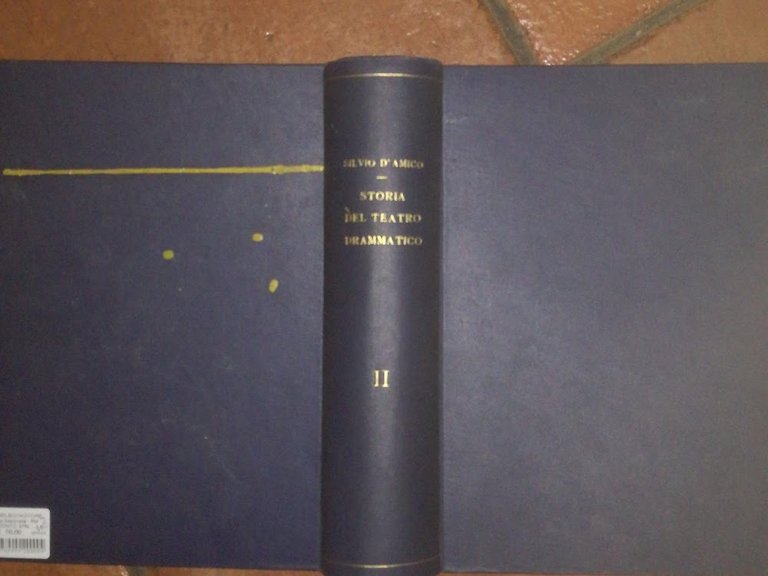 SILVIO D'AMICO
STORIA
DEL TEATRO
DRAMMATICO
II